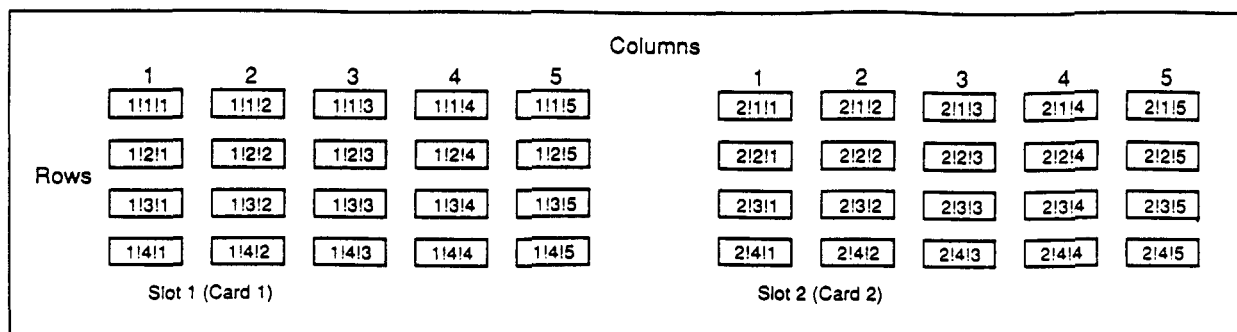 Columns
1 2 3 4 5 1 2 3 4 5
1!1!1 1!1!2 1!1!3 1!1!4 1!1!5 2!1!1 2!1!2 2!1!3 2!1!4 2!1!5
1!2!1 1!2!2 1!2!3 1!2!4 1!2!5 2!2!1 2!2!2 2!2!3 2!2!4 2!2!5
Rows
1!3!1 1!3!2 1!3!3 1!3!4 1!3!5 2!3!1 2!3!2 2!3!3 2!3!4 2!3!5
1!4!1 1!4!2 1!4!3 1!4!4 1!4!5 2!4!1 2!4!2 2!4!3 2!4!4 2!4!5
Slot 1 (Card 1) Slot 2 (Card 2)